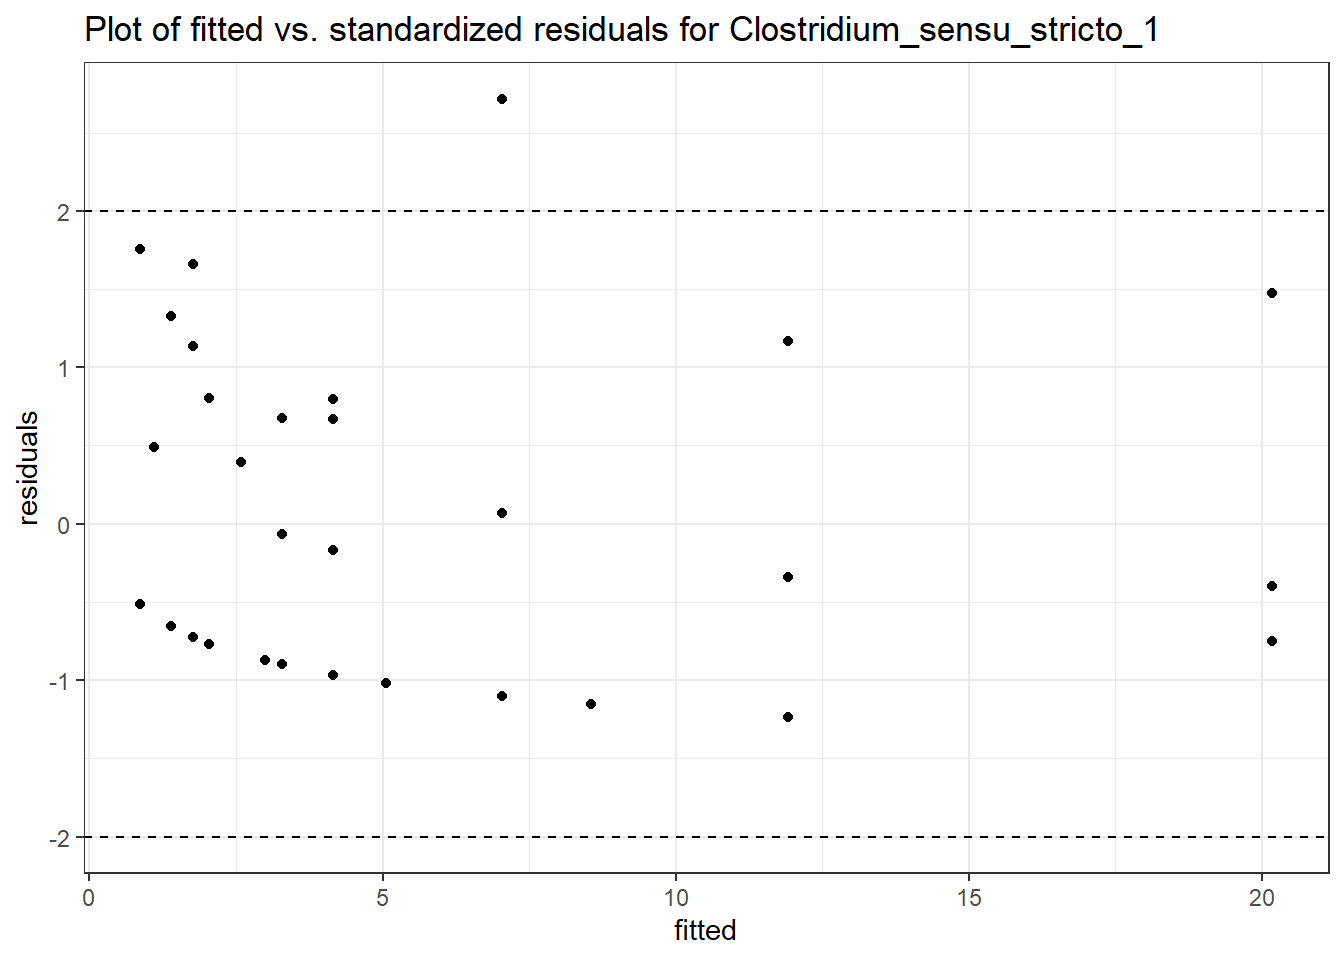 Plot of fitted vs. standardized residuals for Clostridium_sensu_stricto_1
2
1
0
-1
-2
residuals
0 5 10 15 20
fitted